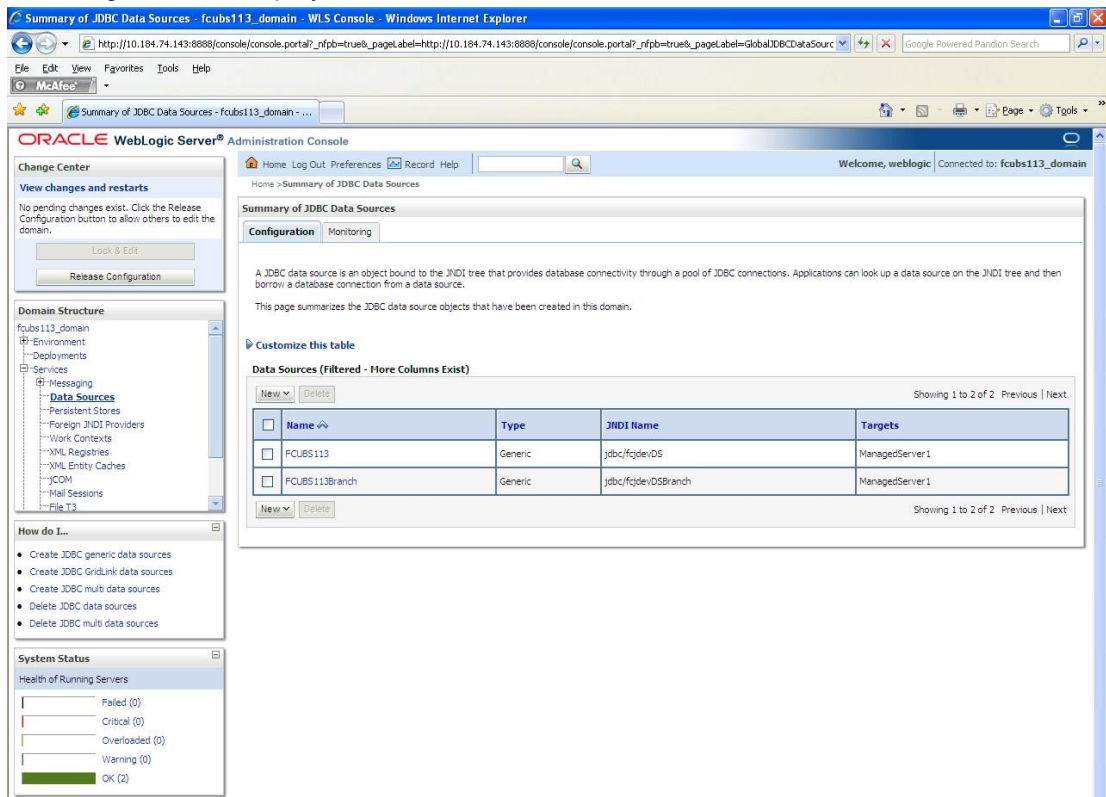 Summary of JDBC Data Sources - fcubs113_domain - WLS Console - Windows Internet Explorer
http://10.184.74.143:8888/console/console.portal?_nfpb=true&_pageLabel=http://10.184.74.143:8888/console/console.portal?_nfpb=true&_pageLabel=GlobalJDBCDataSourc
Google Powered Pandion Search
File Edit View Favorites Tools Help
McAfee
Summary of JDBC Data Sources - fcubs113_domain - ...
Page Tools
ORACLE WebLogic Server® Administration Console
Change Center
View changes and restarts
No pending changes exist. Click the Release
Configuration button to allow others to edit the
domain.
Lock & Edit
Release Configuration
Domain Structure
fcubs113_domain
Environment
Deployments
Services
Messaging
Data Sources
Persistent Stores
Foreign JNDI Providers
Work Contexts
XML Registries
XML Entity Caches
jCOM
Mail Sessions
File T3
How do I...
Create JDBC generic data sources
Create JDBC GridLink data sources
Create JDBC multi data sources
Delete JDBC data sources
Delete JDBC multi data sources
System Status
Health of Running Servers
Failed (0)
Critical (0)
Overloaded (0)
Warning (0)
OK (2)
Home Log Out Preferences Record Help
Welcome, weblogic Connected to: fcubs113_domain
Home >Summary of JDBC Data Sources
Summary of JDBC Data Sources
Configuration Monitoring
A JDBC data source is an object bound to the JNDI tree that provides database connectivity through a pool of JDBC connections. Applications can look up a data source on the JNDI tree and then
borrow a database connection from a data source.
This page summarizes the JDBC data source objects that have been created in this domain.
Customize this table
Data Sources (Filtered - More Columns Exist)
New Delete Showing 1 to 2 of 2 Previous | Next
Name Type JNDI Name Targets
FCUBS113 Generic jdbc/fcjdevDS ManagedServer1
FCUBS113Branch Generic jdbc/fcjdevDSBranch ManagedServer1
New Delete Showing 1 to 2 of 2 Previous | Next